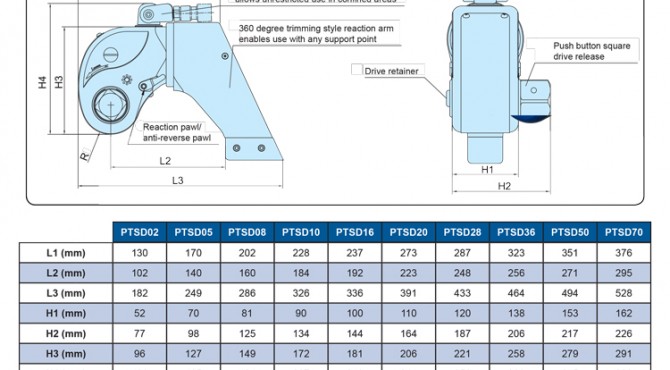 allows unrestricted use in confined areas
360 degree trimming style reaction arm
enables use with any support point
Push button square
drive release
Drive retainer
H4
H3
Reaction pawl/
anti-reverse pawl
R
L2
L3
H1
H2
PTSD02 PTSD05 PTSD08 PTSD10 PTSD16 PTSD20 PTSD28 PTSD36 PTSD50 PTSD70
L1 (mm) 130 170 202 228 237 273 287 323 351 376
L2 (mm) 102 140 160 184 192 223 248 256 271 295
L3 (mm) 182 249 286 326 336 391 433 464 494 528
H1 (mm) 52 70 81 90 100 110 120 138 153 162
H2 (mm) 77 98 125 134 144 164 187 206 217 226
H3 (mm) 96 127 149 172 181 206 221 258 279 291